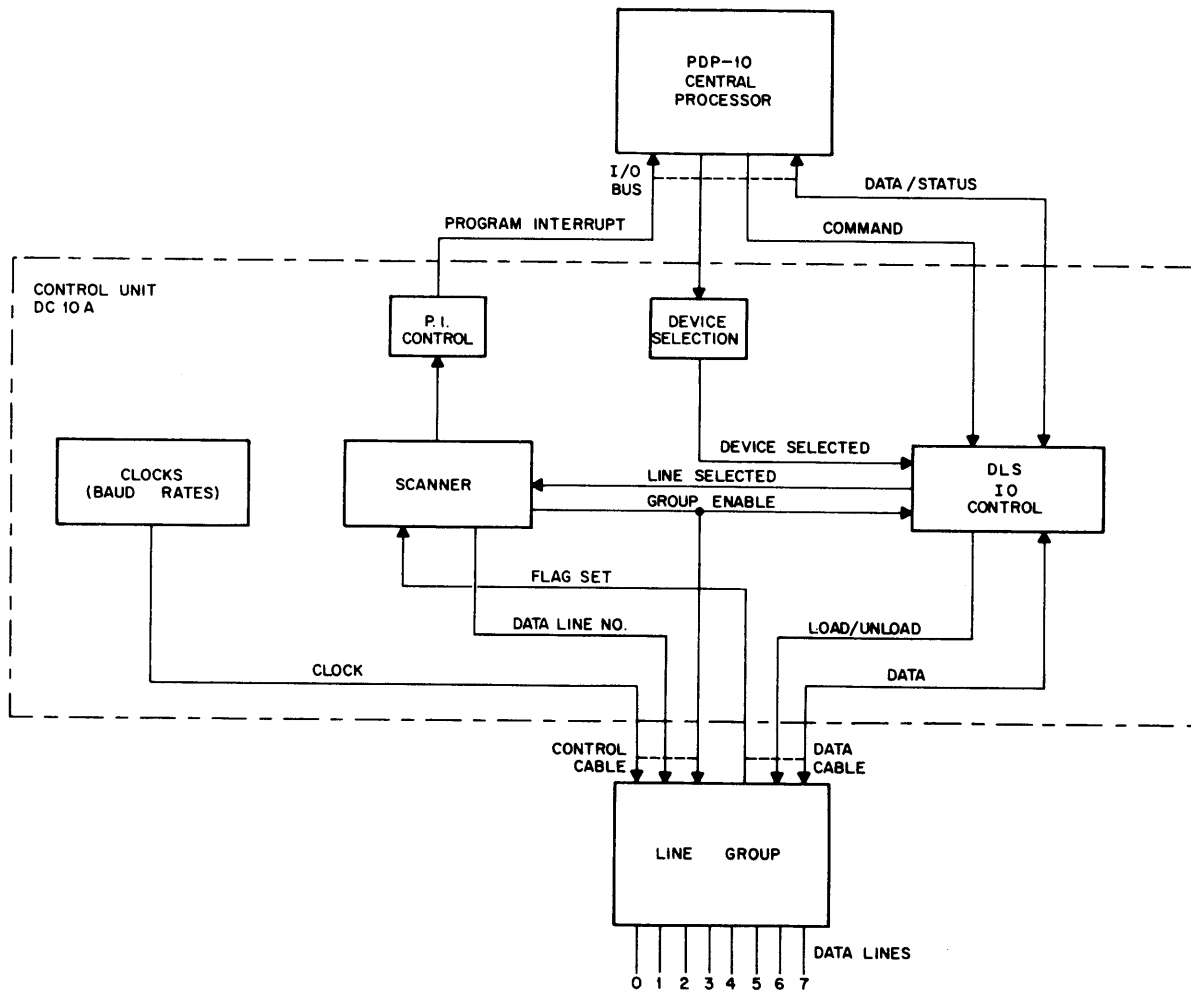 PDP-10
CENTRAL
PROCESSOR
I/O
BUS
DATA/STATUS
PROGRAM INTERRUPT
COMMAND
CONTROL UNIT
DC 10 A
P. I.
CONTROL
DEVICE
SELECTION
CLOCKS
(BAUD RATES)
SCANNER
DEVICE SELECTED
LINE SELECTED
GROUP ENABLE
DLS
IO
CONTROL
FLAG SET
DATA LINE NO.
LOAD/UNLOAD
CLOCK
DATA
CONTROL
CABLE
DATA
CABLE
LINE GROUP
DATA LINES
0 1 2 3 4 5 6 7